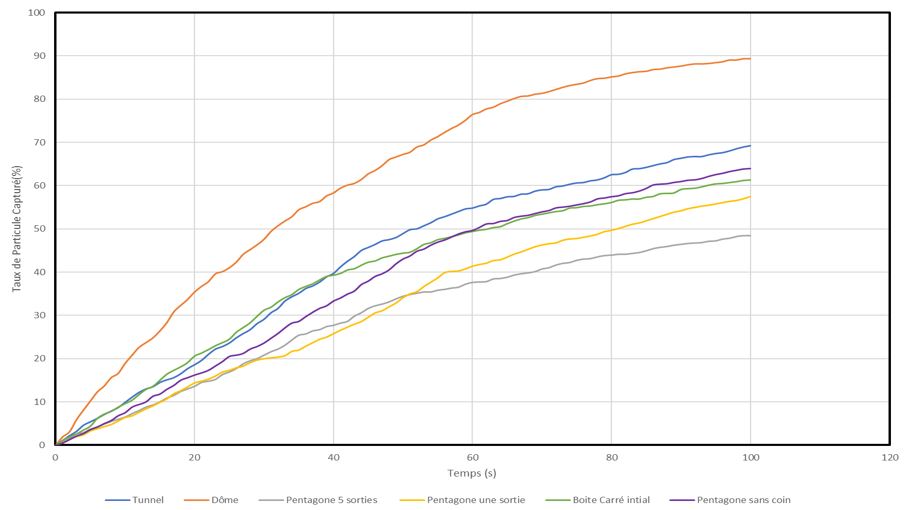 100
90
80
70
60
50
40
30
20
10
0
Taux de Particule Capturé(%)
0 20 40 60 80 100 120
Temps (s)
Tunnel Dôme Pentagone 5 sorties Pentagone une sortie Boite Carré intial Pentagone sans coin